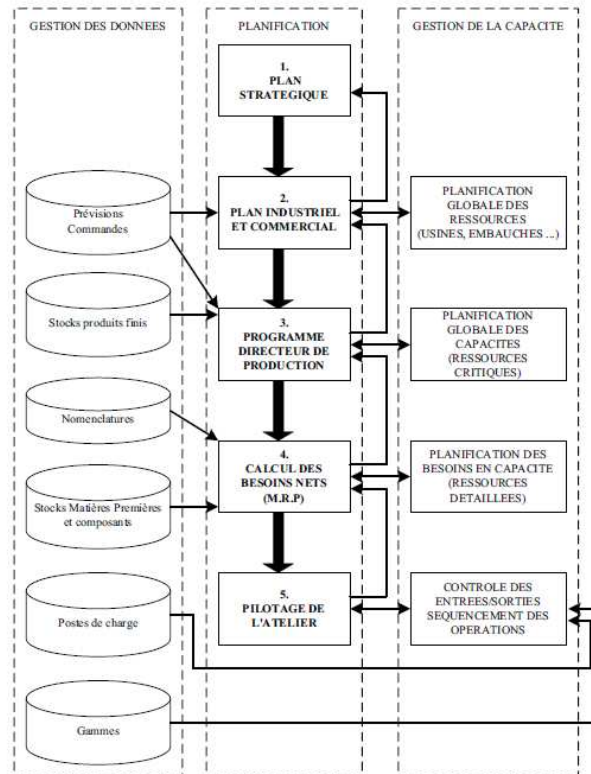 GESTION DES DONNEES
PLANIFICATION
GESTION DE LA CAPACITE
1.
PLAN
STRATEGIQUE
Prévisions
Commandes
2.
PLAN INDUSTRIEL
ET COMMERCIAL
PLANIFICATION
GLOBALE DES
RESSOURCES
(USINES, EMBAUCHES ...)
Stocks produits finis
3.
PROGRAMME
DIRECTEUR DE
PRODUCTION
PLANIFICATION
GLOBALE DES
CAPACITES
(RESSOURCES
CRITIQUES)
Nomenclatures
4.
CALCUL DES
BESOINS NETS
(M.R.P)
PLANIFICATION DES
BESOINS EN CAPACITE
(RESSOURCES
DETAILLEES)
Stocks Matières Premières
et composants
5.
PILOTAGE DE
L'ATELIER
CONTROLE DES
ENTREES/SORTIES
SEQUENCEMENT DES
OPERATIONS
Postes de charge
Gammes